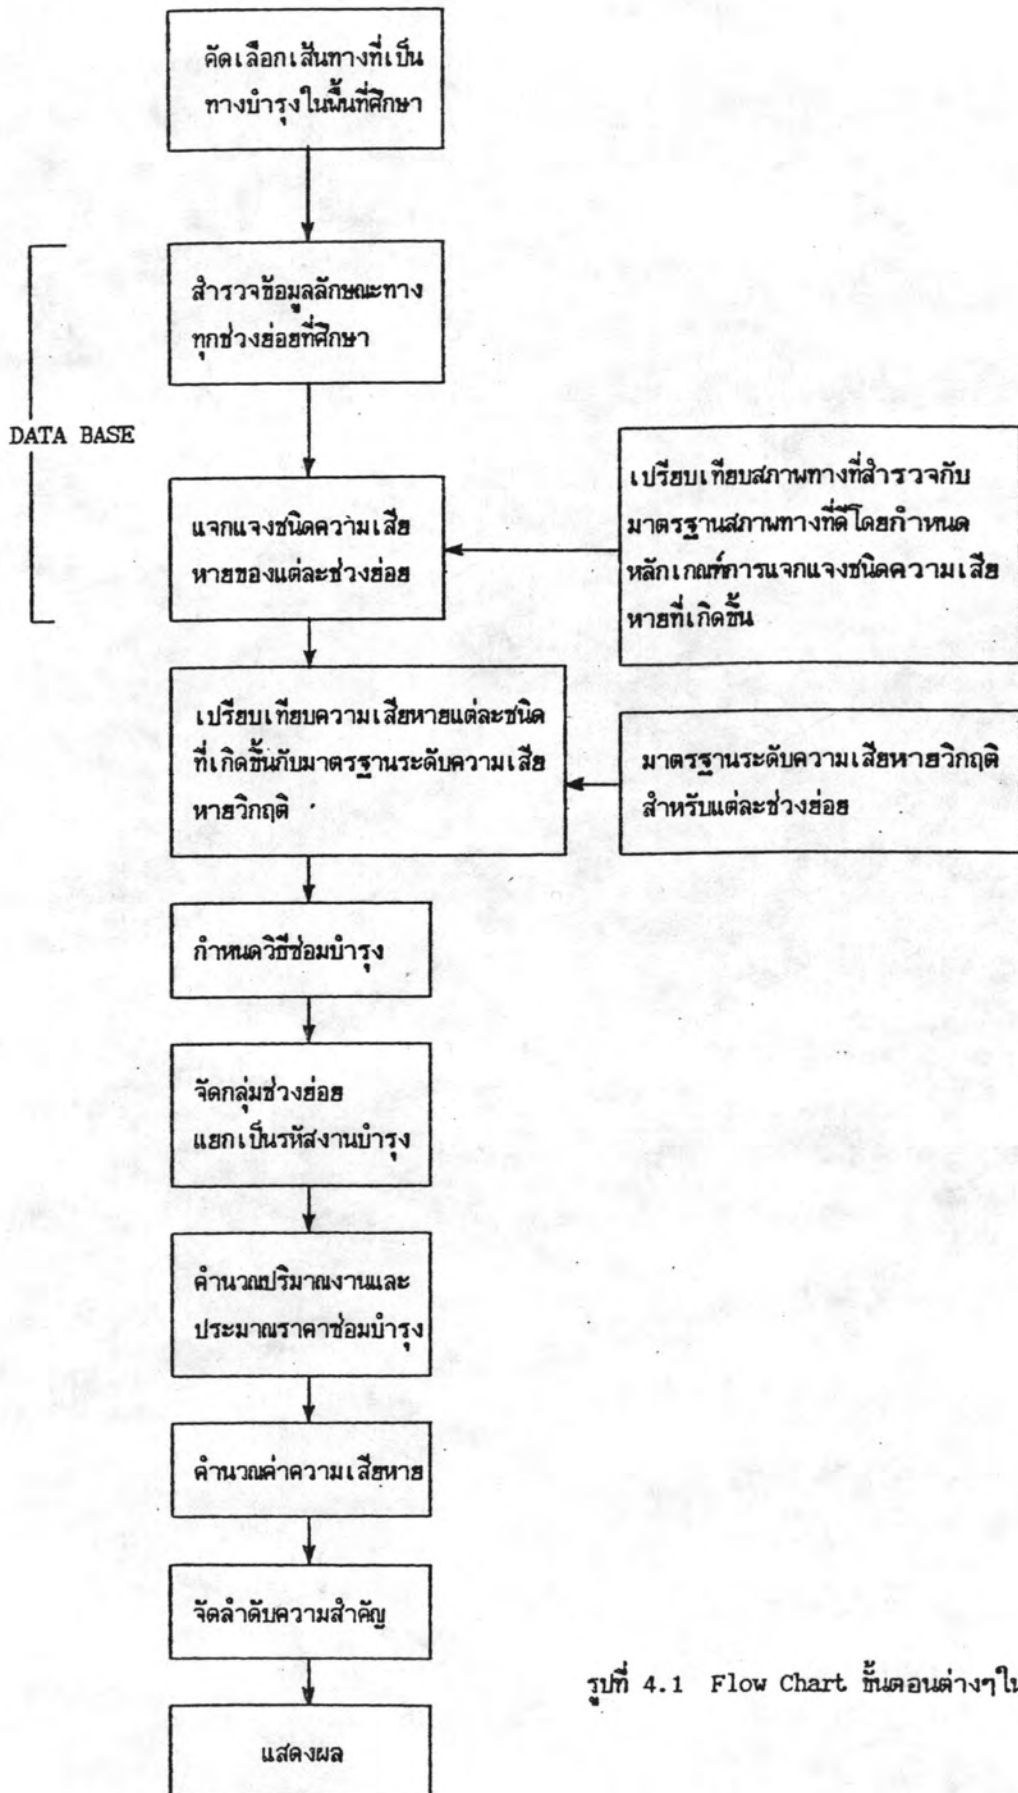 คัดเลือกเส้นทางที่เป็น
ทางบำรุงในพื้นที่ศึกษา
สำรวจข้อมูลลักษณะทาง
ทุกช่วงย่อยที่ศึกษา
DATA BASE
แจกแจงชนิดความเสีย
หายของแต่ละช่วงย่อย
เปรียบเทียบสภาพทางที่สำรวจกับ
มาตรฐานสภาพทางที่ดีโดยกำหนด
หลักเกณฑ์การแจกแจงชนิดความเสีย
หายที่เกิดขึ้น
เปรียบเทียบความเสียหายแต่ละชนิด
ที่เกิดขึ้นกับมาตรฐานระดับความเสีย
หายวิกฤติ
มาตรฐานระดับความเสียหายวิกฤติ
สำหรับแต่ละช่วงย่อย
กำหนดวิธีซ่อมบำรุง
จัดกลุ่มช่วงย่อย
แยกเป็นรหัสงานบำรุง
คำนวณปริมาณงานและ
ประมาณราคาซ่อมบำรุง
คำนวณค่าความเสียหาย
จัดลำดับความสำคัญ
รูปที่ 4.1 Flow Chart ขั้นตอนต่างๆใน
แสดงผล